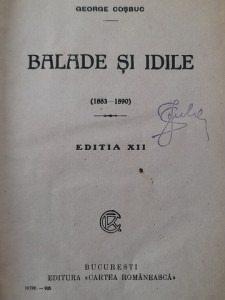 GEORGE COȘBUC
BALADE ȘI IDILE
(1883—1890)
EDITIA XII
BUCUREȘTI
EDITURA «CARTEA ROMÂNEASCĂ»